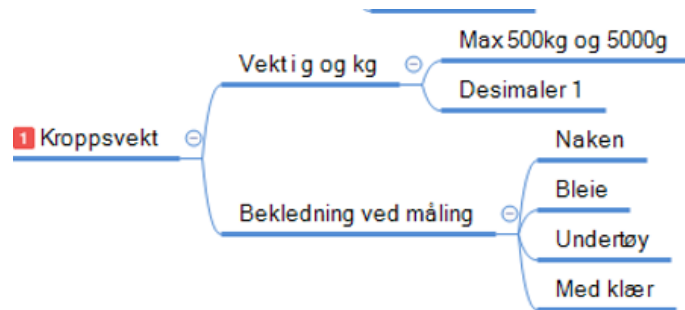 Max 500kg og 5000g
Vekt i g og kg
Desimaler 1
1 Kroppsvekt
Naken
Bleie
Bekledning ved måling
Undertøy
Med klær